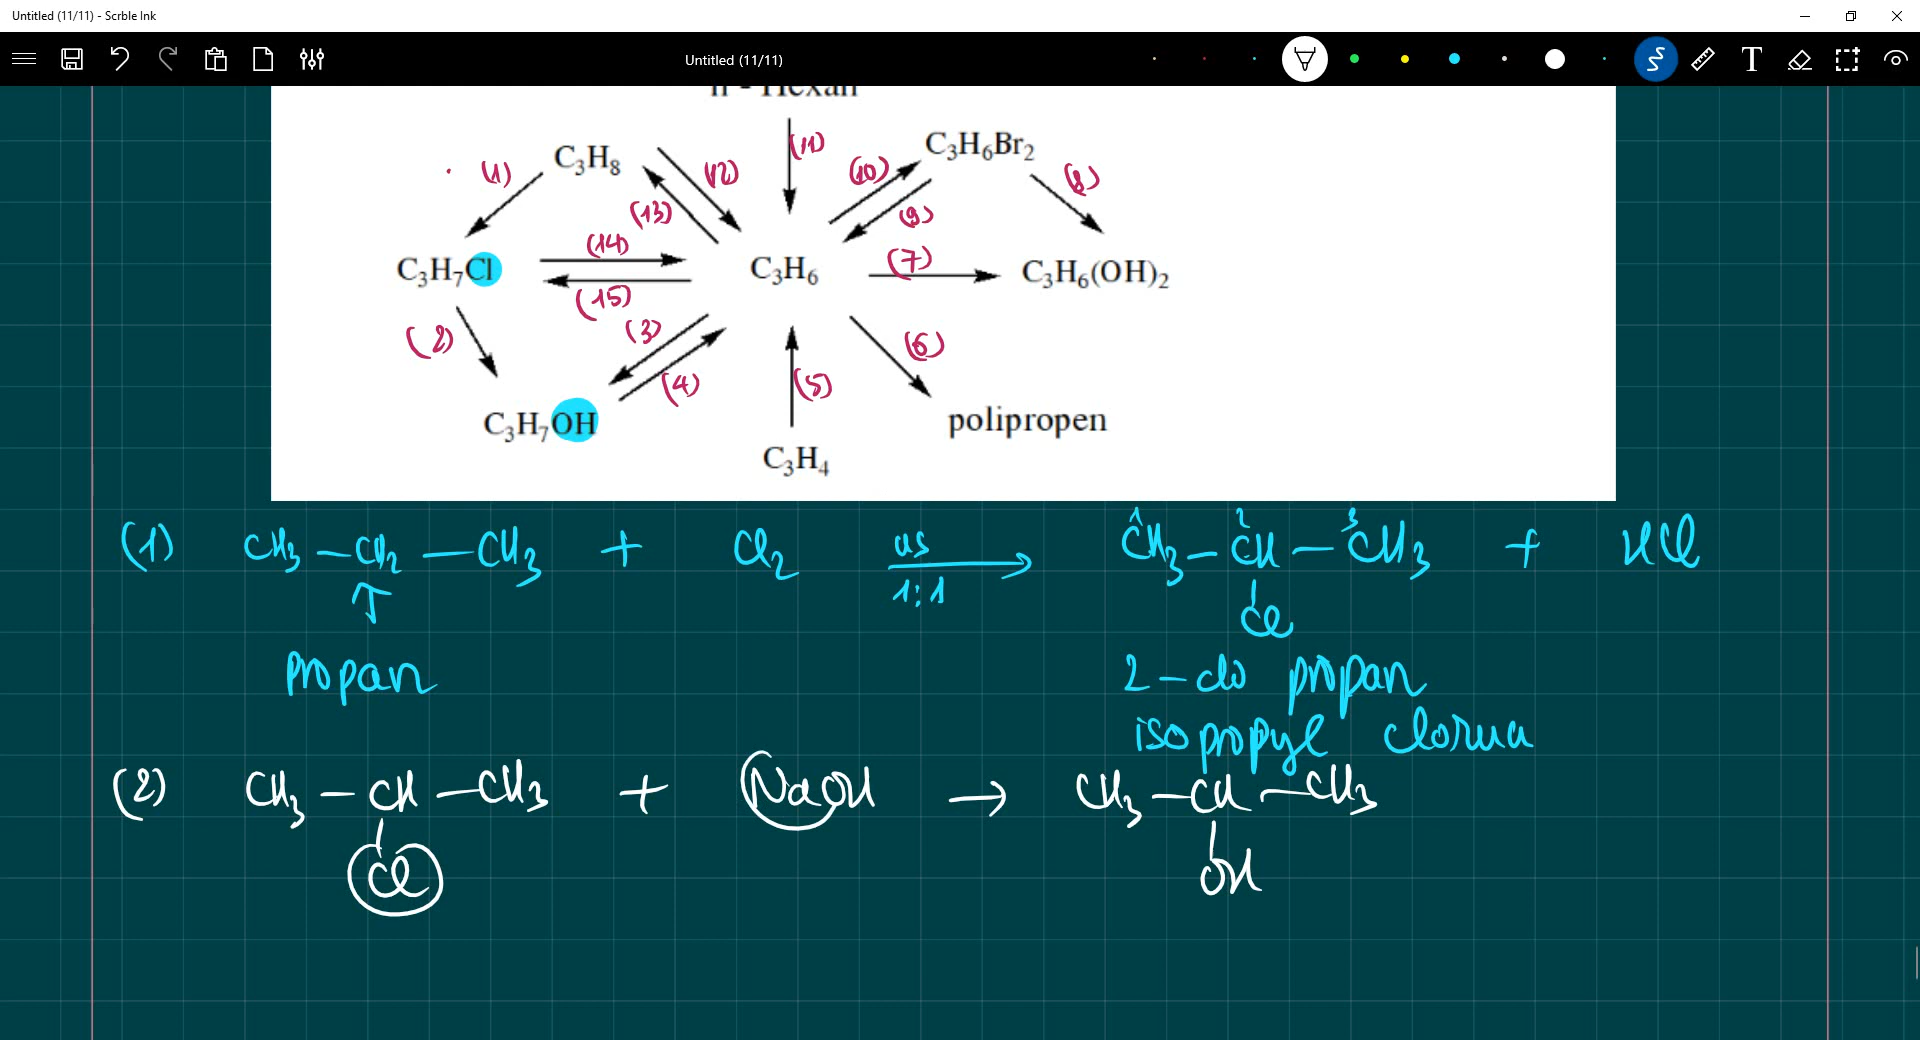 Untitled (11/11) - Scrble Ink
Untitled (11/11)
T
n - Hexan
(11)
C₃H₈
(1)
(12)
(13)
(10)
C₃H₆Br₂
(9)
(8)
(14)
C₃H₇Cl
C₃H₆
(7)
C₃H₆(OH)₂
(15)
(2)
(3)
(4)
(5)
(6)
C₃H₇OH
polipropen
C₃H₄
(1) CH₃ — CH₂ — CH₃ + Cl₂ as 1:1 → ¹CH₃ — ²CH — ³CH₃ + HCl
Cl
propan
2 - clo propan
isopropyl clorua
(2) CH₃ — CH — CH₃ + NaOH → CH₃ — CH — CH₃
Cl
OH